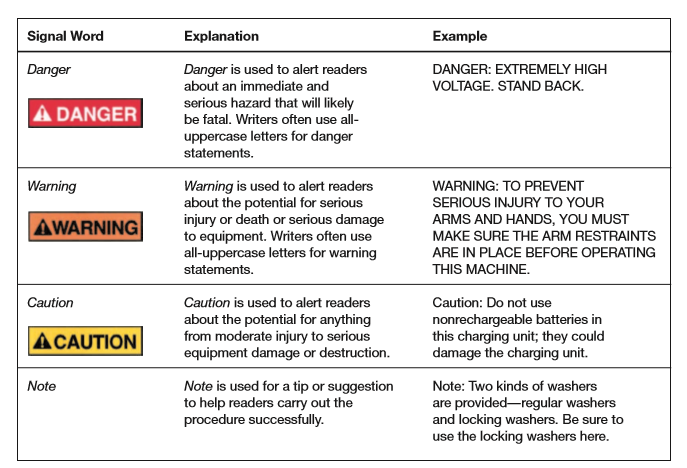 Signal Word Explanation Example
Danger
DANGER
Danger is used to alert readers
about an immediate and
serious hazard that will likely
be fatal. Writers often use all-
uppercase letters for danger
statements.
DANGER: EXTREMELY HIGH
VOLTAGE. STAND BACK.
Warning
WARNING
Warning is used to alert readers
about the potential for serious
injury or death or serious damage
to equipment. Writers often use
all-uppercase letters for warning
statements.
WARNING: TO PREVENT
SERIOUS INJURY TO YOUR
ARMS AND HANDS, YOU MUST
MAKE SURE THE ARM RESTRAINTS
ARE IN PLACE BEFORE OPERATING
THIS MACHINE.
Caution
CAUTION
Caution is used to alert readers
about the potential for anything
from moderate injury to serious
equipment damage or destruction.
Caution: Do not use
nonrechargeable batteries in
this charging unit; they could
damage the charging unit.
Note
Note is used for a tip or suggestion
to help readers carry out the
procedure successfully.
Note: Two kinds of washers
are provided—regular washers
and locking washers. Be sure to
use the locking washers here.